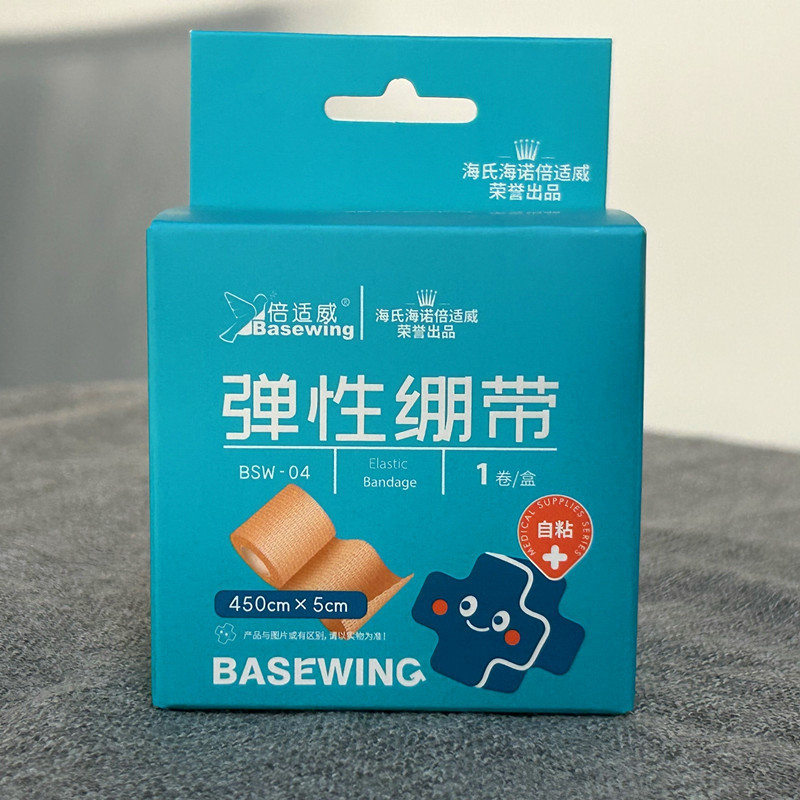 海氏海诺倍适威
荣誉出品
倍适威®
Basewing
海氏海诺倍适威
荣誉出品
弹性绷带
BSW-04
Elastic
Bandage
1卷/盒
MEDICAL SUPPLIES SERIES
自粘
450cm×5cm
产品与图片或有区别,请以实物为准!
BASEWING